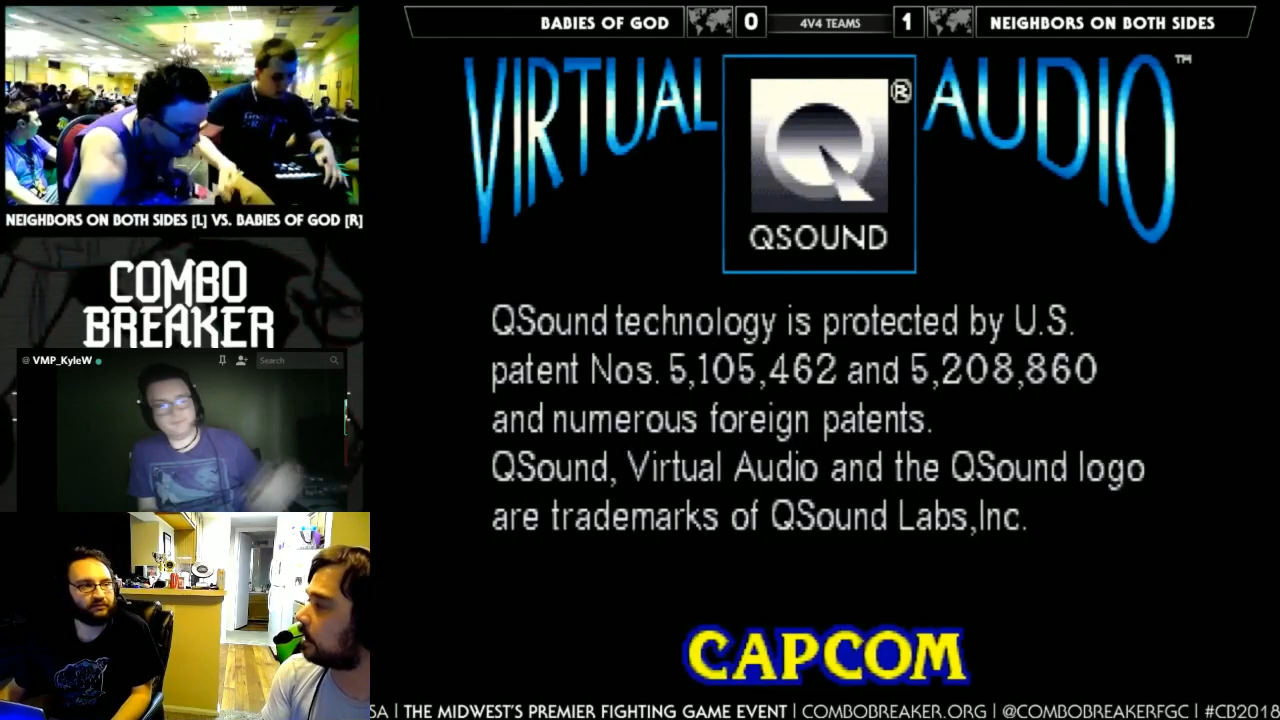 BABIES OF GOD 0 4V4 TEAMS 1 NEIGHBORS ON BOTH SIDES
VIRTUAL AUDIO™
®
QSOUND
NEIGHBORS ON BOTH SIDES [L] VS. BABIES OF GOD [R]
COMBO
BREAKER
@ VMP_KyleW Search
QSound technology is protected by U.S.
patent Nos. 5,105,462 and 5,208,860
and numerous foreign patents.
QSound, Virtual Audio and the QSound logo
are trademarks of QSound Labs,Inc.
CAPCOM
SA | THE MIDWEST'S PREMIER FIGHTING GAME EVENT | COMBOBREAKER.ORG | @COMBOBREAKERFGC | #CB2018